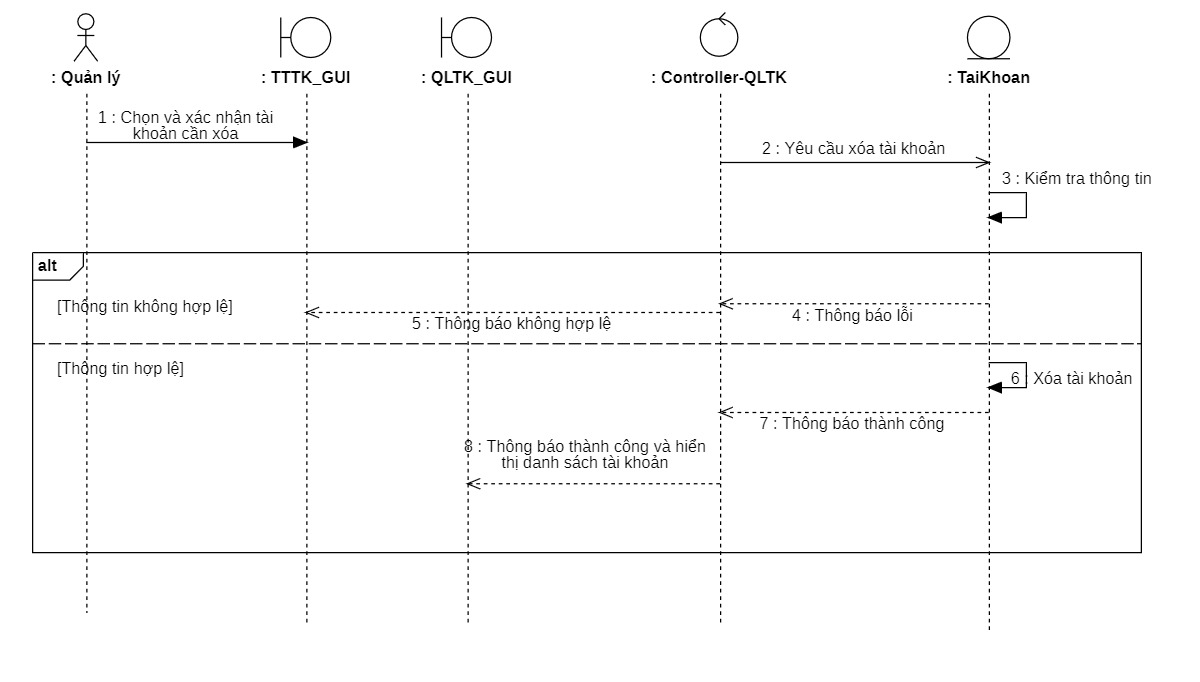 : Quản lý
: TTTK_GUI
: QLTK_GUI
: Controller-QLTK
: TaiKhoan
1 : Chọn và xác nhận tài
khoản cần xóa
2 : Yêu cầu xóa tài khoản
3 : Kiểm tra thông tin
alt
[Thông tin không hợp lệ]
4 : Thông báo lỗi
5 : Thông báo không hợp lệ
[Thông tin hợp lệ]
6 : Xóa tài khoản
7 : Thông báo thành công
8 : Thông báo thành công và hiển
thị danh sách tài khoản